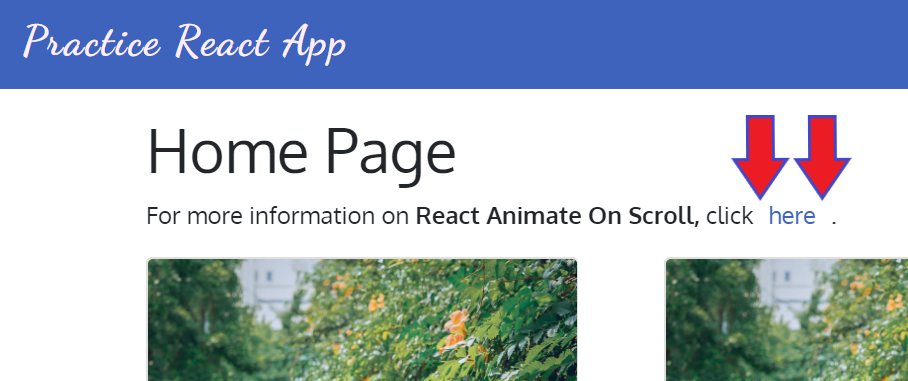 Practice React App
Home Page
For more information on React Animate On Scroll, click here .